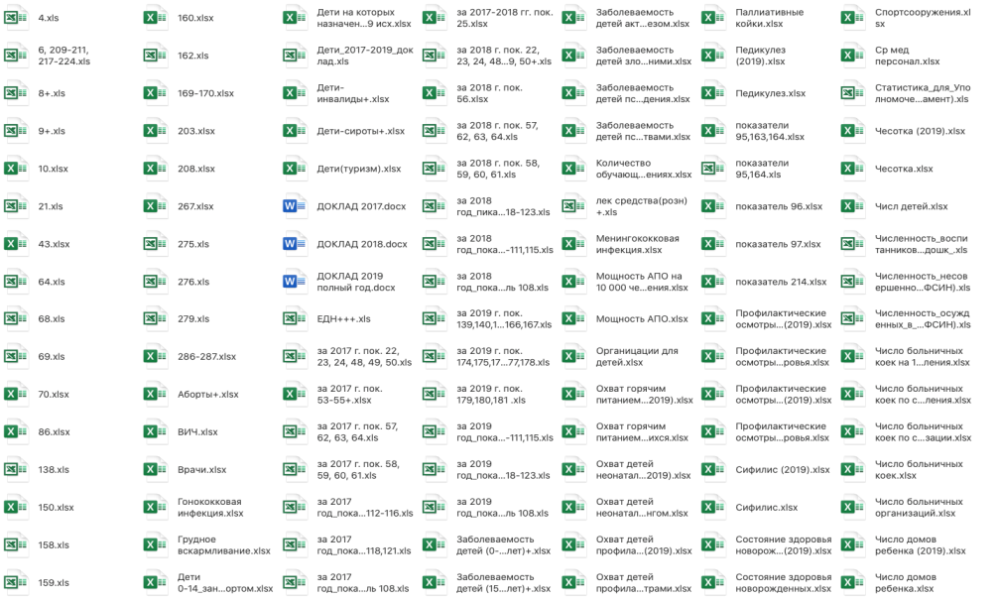 4.xls
6, 209-211,
217-224.xls
8+.xls
9+.xls
10.xlsx
21.xls
43.xlsx
64.xls
68.xls
69.xls
70.xlsx
86.xlsx
138.xls
150.xlsx
158.xls
159.xls
160.xlsx
162.xls
169-170.xlsx
203.xlsx
208.xlsx
267.xlsx
275.xls
276.xls
279.xls
286-287.xlsx
Аборты+.xlsx
ВИЧ.xlsx
Врачи.xlsx
Гонококковая
инфекция.xlsx
Грудное
вскармливание.xlsx
Дети
0-14_зан...ортом.xlsx
Дети на которых
назначен...9 исх.xlsx
Дети_2017-2019_док
лад.xls
Дети-
инвалиды+.xlsx
Дети-сироты+.xlsx
Дети(туризм).xlsx
ДОКЛАД 2017.docx
ДОКЛАД 2018.docx
ДОКЛАД 2019
полный год.docx
ЕДН+++.xls
за 2017 г. пок. 22,
23, 24, 48, 49, 50.xls
за 2017 г. пок.
53-55+.xlsx
за 2017 г. пок. 57,
62, 63, 64.xls
за 2017 г. пок. 58,
59, 60, 61.xls
за 2017
год_пока...112-116.xls
за 2017
год_пока...118,121.xls
за 2017
год_пока...ль 108.xls
за 2017-2018 гг. пок.
25.xlsx
за 2018 г. пок. 22,
23, 24, 48...9, 50+.xls
за 2018 г. пок.
56.xlsx
за 2018 г. пок. 57,
62, 63, 64.xls
за 2018 г. пок. 58,
59, 60, 61.xls
за 2018
год_пика...18-123.xls
за 2018
год_пока...-111,115.xls
за 2018
год_пока...ль 108.xls
за 2019 г. пок.
139,140,1...166,167.xls
за 2019 г. пок.
174,175,17...77,178.xls
за 2019 г. пок.
179,180,181 .xls
за 2019
год_пока...-111,115.xls
за 2019
год_пока...18-123.xls
за 2019
год_пока...ль 108.xls
Заболеваемость
детей (0-...лет)+.xlsx
Заболеваемость
детей (15...лет)+.xlsx
Заболеваемость
детей акт...езом.xlsx
Заболеваемость
детей зло...ними.xlsx
Заболеваемость
детей пс...дения.xlsx
Заболеваемость
детей пс...твами.xlsx
Количество
обучающ...ениях.xlsx
лек средства(розн)
+.xls
Менингококковая
инфекция.xlsx
Мощность АПО на
10 000 че...ения.xlsx
Мощность АПО.xlsx
Органицации для
детей.xlsx
Охват горячим
питанием...2019).xlsx
Охват горячим
питанием...ихся.xlsx
Охват детей
неонатал...2019).xlsx
Охват детей
неонатал...нгом.xlsx
Охват детей
профила...(2019).xlsx
Охват детей
профила...трами.xlsx
Паллиативные
койки.xlsx
Педикулез
(2019).xlsx
Педикулез.xlsx
показатели
95,163,164.xlsx
показатели
95,164.xls
показатель 96.xlsx
показатель 97.xlsx
показатель 214.xlsx
Профилактические
осмотры...(2019).xlsx
Профилактические
осмотры...ровья.xlsx
Профилактические
осмотры...(2019).xlsx
Профилактические
осмотры...ровья.xlsx
Сифилис (2019).xlsx
Сифилис.xlsx
Состояние здоровья
новорож...(2019).xlsx
Состояние здоровья
новорожденных.xlsx
Спортсооружения.xl
sx
Ср мед
персонал.xlsx
Статистика_для_Упо
лномоче...амент).xls
Чесотка (2019).xlsx
Чесотка.xlsx
Числ детей.xlsx
Численность_воспи
танников...дошк_.xls
Численность_несов
ершенно...ФСИН).xls
Численность_осужд
енных_в_...ФСИН).xls
Число больничных
коек на 1...ления.xlsx
Число больничных
коек по с...ления.xlsx
Число больничных
коек по с...зации.xlsx
Число больничных
коек.xlsx
Число больничных
организаций.xlsx
Число домов
ребенка (2019).xlsx
Число домов
ребенка.xlsx